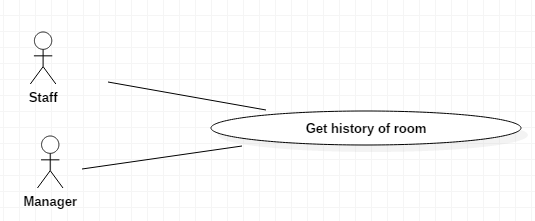 Staff
Get history of room
Manager